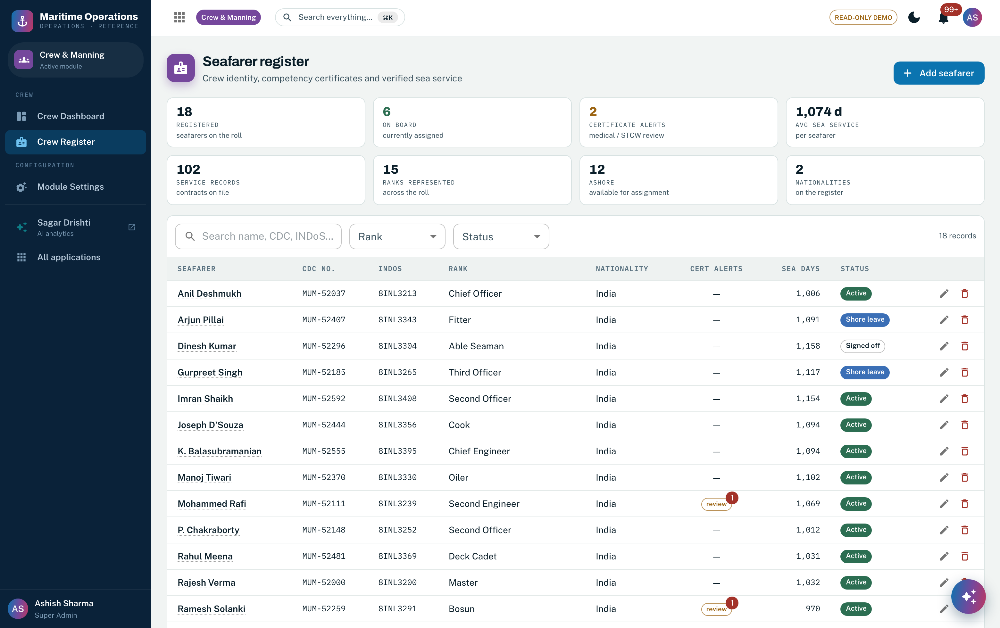 Maritime Operations
OPERATIONS · REFERENCE
Crew & Manning
Active module
CREW
Crew Dashboard
Crew Register
CONFIGURATION
Module Settings
Sagar Drishti
AI analytics
All applications
Ashish Sharma
Super Admin
AS
Crew & Manning
Search everything... ⌘K
READ-ONLY DEMO
99+
AS
Seafarer register
Crew identity, competency certificates and verified sea service
+ Add seafarer
18
REGISTERED
seafarers on the roll
6
ON BOARD
currently assigned
2
CERTIFICATE ALERTS
medical / STCW review
1,074 d
AVG SEA SERVICE
per seafarer
102
SERVICE RECORDS
contracts on file
15
RANKS REPRESENTED
across the roll
12
ASHORE
available for assignment
2
NATIONALITIES
on the register
Search name, CDC, INDoS...
Rank
Status
18 records
SEAFARER CDC NO. INDOS RANK NATIONALITY CERT ALERTS SEA DAYS STATUS
Anil Deshmukh MUM-52037 8INL3213 Chief Officer India — 1,006 Active
Arjun Pillai MUM-52407 8INL3343 Fitter India — 1,091 Shore leave
Dinesh Kumar MUM-52296 8INL3304 Able Seaman India — 1,158 Signed off
Gurpreet Singh MUM-52185 8INL3265 Third Officer India — 1,117 Shore leave
Imran Shaikh MUM-52592 8INL3408 Second Officer India — 1,154 Active
Joseph D'Souza MUM-52444 8INL3356 Cook India — 1,094 Active
K. Balasubramanian MUM-52555 8INL3395 Chief Engineer India — 1,094 Active
Manoj Tiwari MUM-52370 8INL3330 Oiler India — 1,102 Active
Mohammed Rafi MUM-52111 8INL3239 Second Engineer India review 1 1,069 Active
P. Chakraborty MUM-52148 8INL3252 Second Officer India — 1,012 Active
Rahul Meena MUM-52481 8INL3369 Deck Cadet India — 1,031 Active
Rajesh Verma MUM-52000 8INL3200 Master India — 1,032 Active
Ramesh Solanki MUM-52259 8INL3291 Bosun India review 1 970 Active